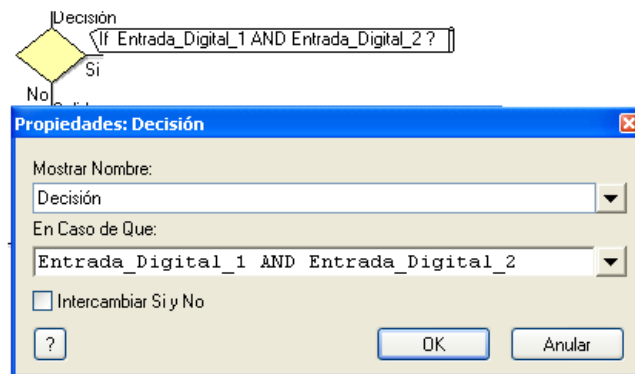 Decisión
If Entrada_Digital_1 AND Entrada_Digital_2 ?
Si
No
Propiedades: Decisión
Mostrar Nombre:
Decisión
En Caso de Que:
Entrada_Digital_1 AND Entrada_Digital_2
Intercambiar Si y No
?
OK
Anular